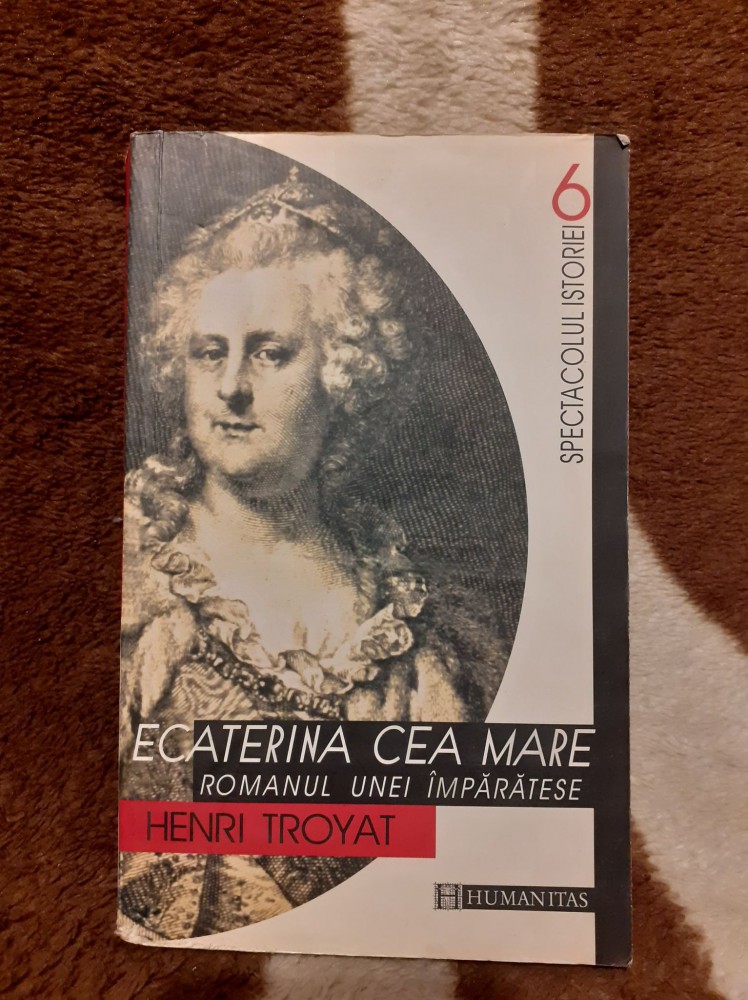 6
SPECTACOLUL ISTORIEI
ECATERINA CEA MARE
ROMANUL UNEI ÎMPĂRĂTESE
HENRI TROYAT
HUMANITAS